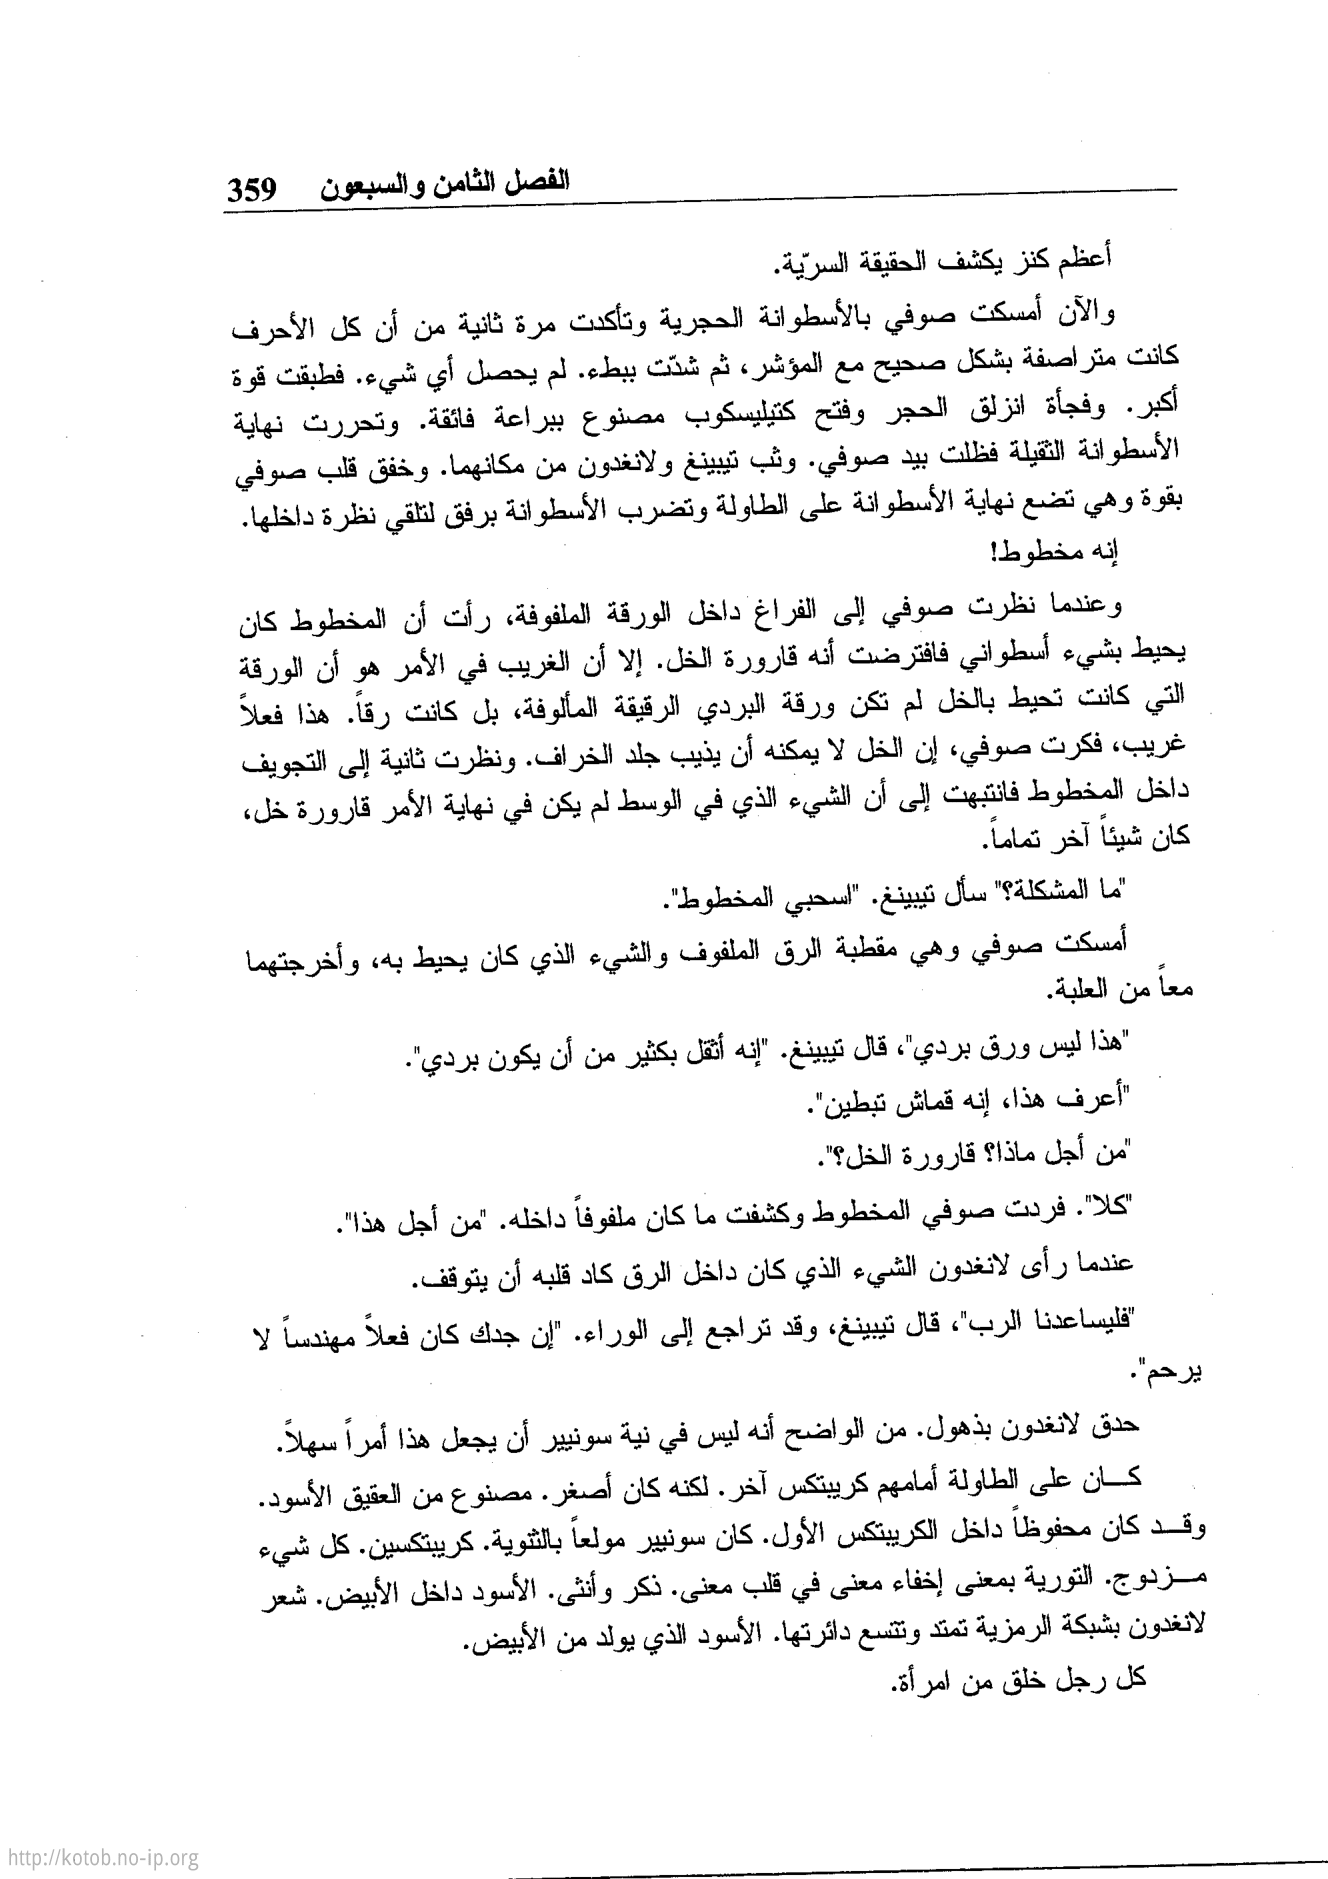 الفصل الثامن والسبعون 359
أعظم كنز يكشف الحقيقة السرّية.
والآن أمسكت صوفي بالأسطوانة الحجرية وتأكدت مرة ثانية من أن كل الأحرف
كانت متراصفة بشكل صحيح مع المؤشر، ثم شدّت ببطء. لم يحصل أي شيء. فطبقت قوة
أكبر. وفجأة انزلق الحجر وفتح كتيليسكوب مصنوع ببراعة فائقة. وتحررت نهاية
الأسطوانة الثقيلة فظلت بيد صوفي. وثب تيبينغ ولانغدون من مكانهما. وخفق قلب صوفي
بقوة وهي تضع نهاية الأسطوانة على الطاولة وتضرب الأسطوانة برفق لتلقي نظرة داخلها.
إنه مخطوط!
وعندما نظرت صوفي إلى الفراغ داخل الورقة الملفوفة، رأت أن المخطوط كان
يحيط بشيء أسطواني فافترضت أنه قارورة الخل. إلا أن الغريب في الأمر هو أن الورقة
التي كانت تحيط بالخل لم تكن ورقة البردي الرقيقة المألوفة، بل كانت رقاً. هذا فعلاً
غريب، فكرت صوفي، إن الخل لا يمكنه أن يذيب جلد الخراف. ونظرت ثانية إلى التجويف
داخل المخطوط فانتبهت إلى أن الشيء الذي في الوسط لم يكن في نهاية الأمر قارورة خل،
كان شيئاً آخر تماماً.
"ما المشكلة؟" سأل تيبينغ. "اسحبي المخطوط".
أمسكت صوفي وهي مقطبة الرق الملفوف والشيء الذي كان يحيط به، وأخرجتهما
معاً من العلبة.
"هذا ليس ورق بردي"، قال تيبينغ. "إنه أثقل بكثير من أن يكون بردي".
"أعرف هذا، إنه قماش تبطين".
"من أجل ماذا؟ قارورة الخل؟".
"كلا". فردت صوفي المخطوط وكشفت ما كان ملفوفاً داخله. "من أجل هذا".
عندما رأى لانغدون الشيء الذي كان داخل الرق كاد قلبه أن يتوقف.
"فليساعدنا الرب"، قال تيبينغ، وقد تراجع إلى الوراء. "إن جدك كان فعلاً مهندساً لا
يرحم".
حدق لانغدون بذهول. من الواضح أنه ليس في نية سونيير أن يجعل هذا أمراً سهلاً.
كـــان على الطاولة أمامهم كريبتكس آخر. لكنه كان أصغر. مصنوع من العقيق الأسود.
وقــد كان محفوظاً داخل الكريبتكس الأول. كان سونيير مولعاً بالثنوية. كريبتكسين. كل شيء
مـــزدوج. التورية بمعنى إخفاء معنى في قلب معنى. ذكر وأنثى. الأسود داخل الأبيض. شعر
لانغدون بشبكة الرمزية تمتد وتتسع دائرتها. الأسود الذي يولد من الأبيض.
كل رجل خلق من امرأة.
http://kotob.no-ip.org